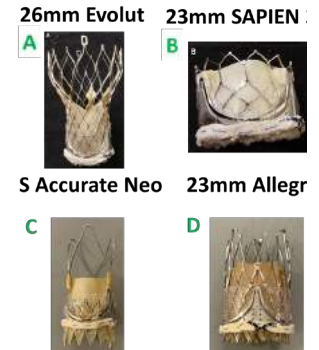 26mm Evolut
23mm SAPIEN
A
B
S Accurate Neo
23mm Allegr
C
D